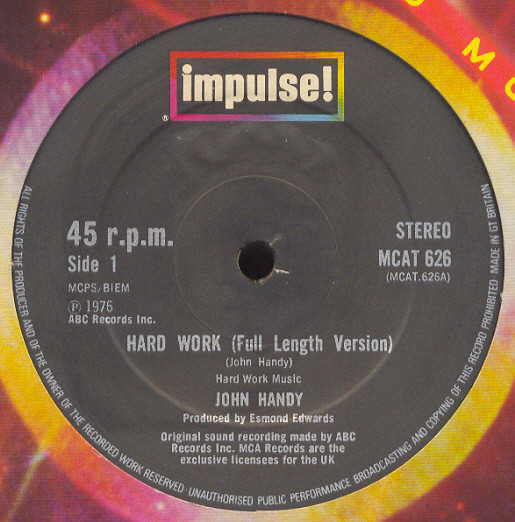 impulse!
®
45 r.p.m.
Side 1
MCPS/BIEM
℗ 1976
ABC Records Inc.
STEREO
MCAT 626
(MCAT.626A)
HARD WORK (Full Length Version)
(John Handy)
Hard Work Music
JOHN HANDY
Produced by Esmond Edwards
Original sound recording made by ABC
Records Inc. MCA Records are the
exclusive licensees for the UK
ALL RIGHTS OF THE PRODUCER AND OF THE OWNER OF THE RECORDED WORK RESERVED · UNAUTHORISED PUBLIC PERFORMANCE BROADCASTING AND COPYING OF THIS RECORD PROHIBITED · MADE IN GT BRITAIN